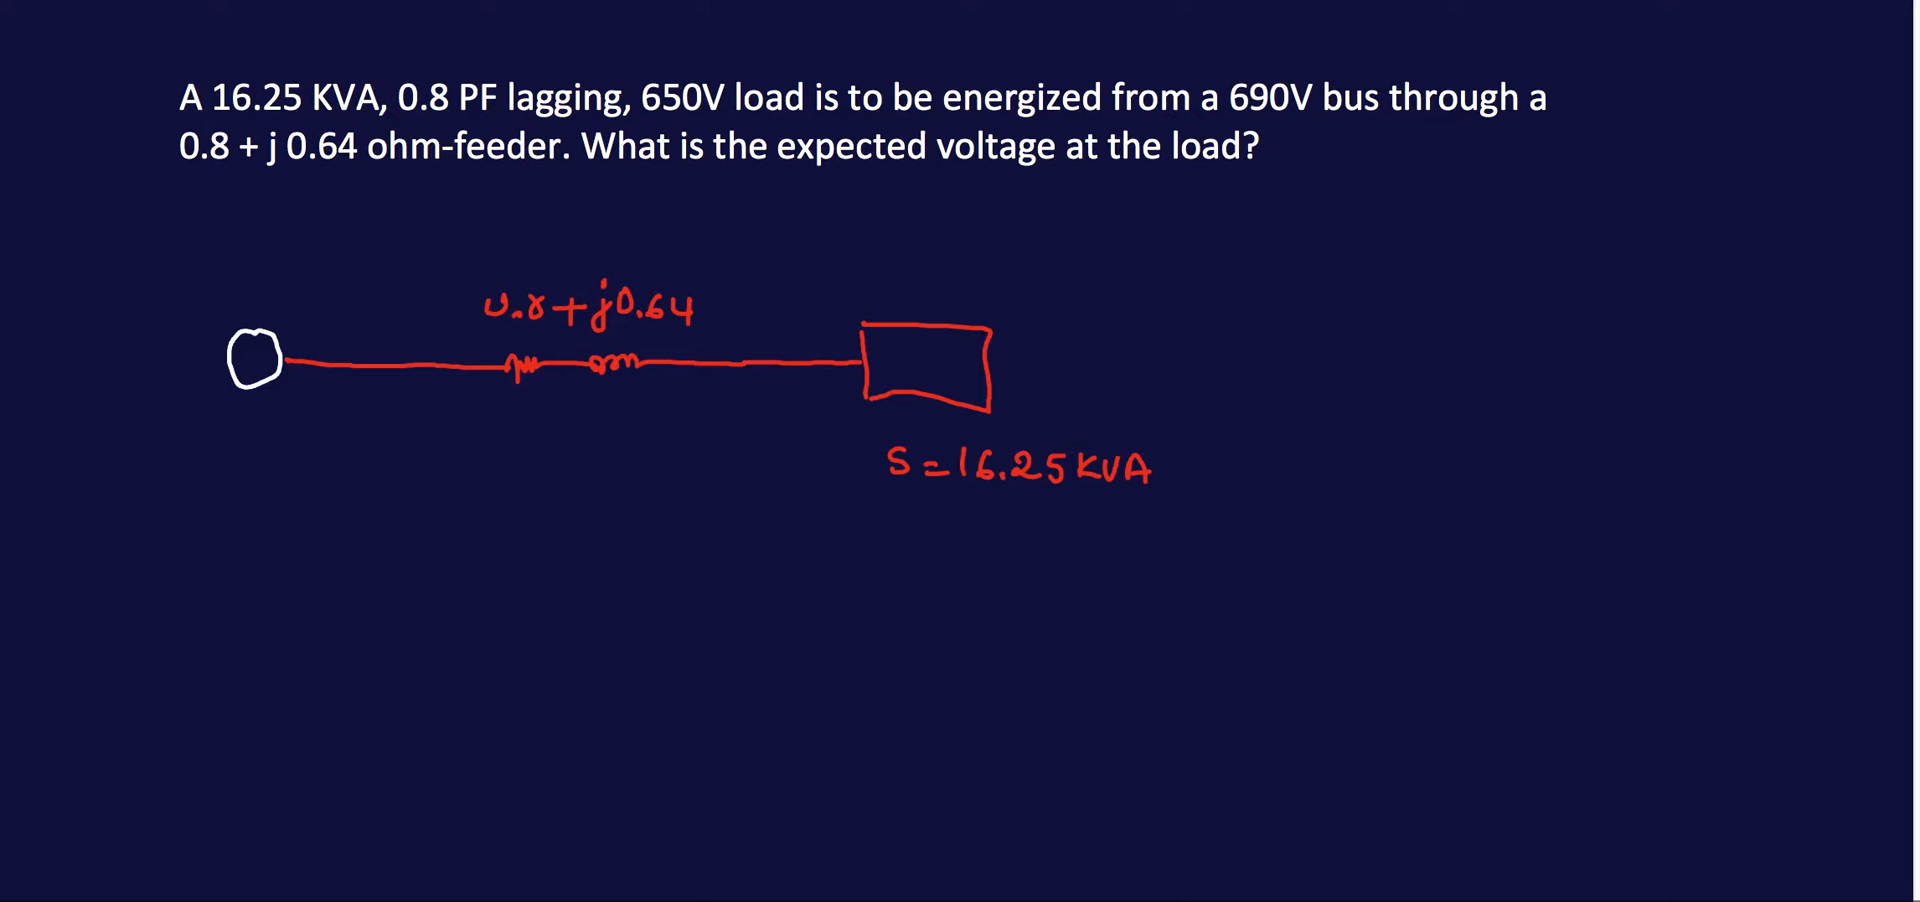 A 16.25 KVA, 0.8 PF lagging, 650V load is to be energized from a 690V bus through a
0.8 + j 0.64 ohm-feeder. What is the expected voltage at the load?
0.8+j0.64
S=16.25KVA